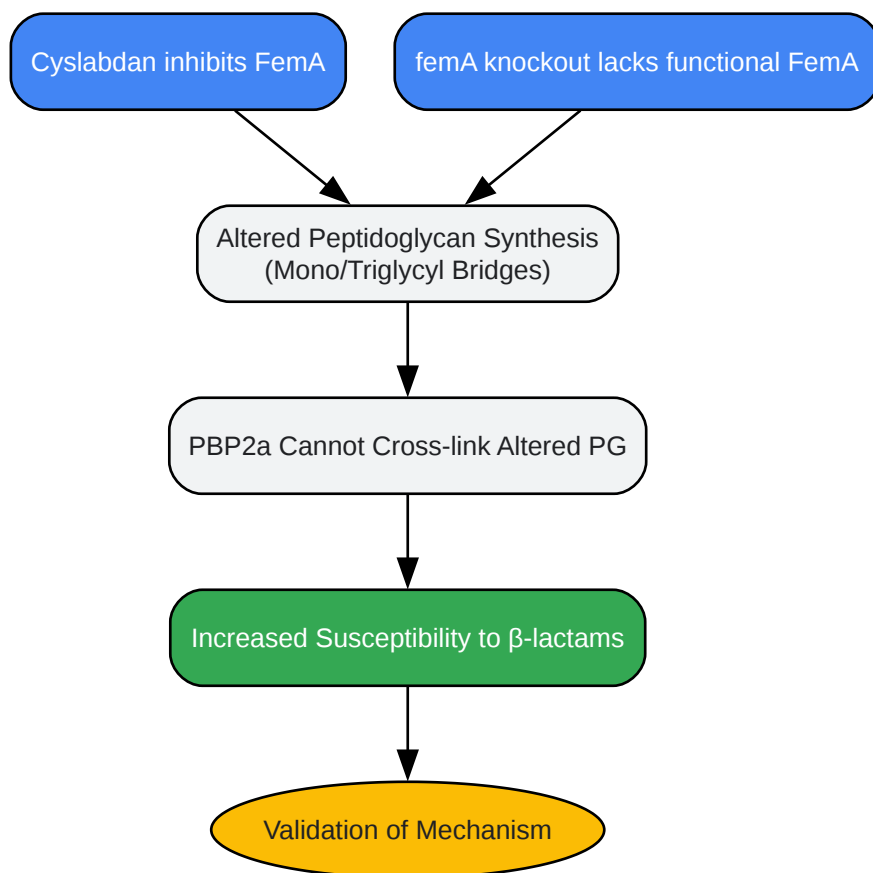 Cyslabdan inhibits FemA
femA knockout lacks functional FemA
Altered Peptidoglycan Synthesis
(Mono/Triglycyl Bridges)
PBP2a Cannot Cross-link Altered PG
Increased Susceptibility to β-lactams
Validation of Mechanism